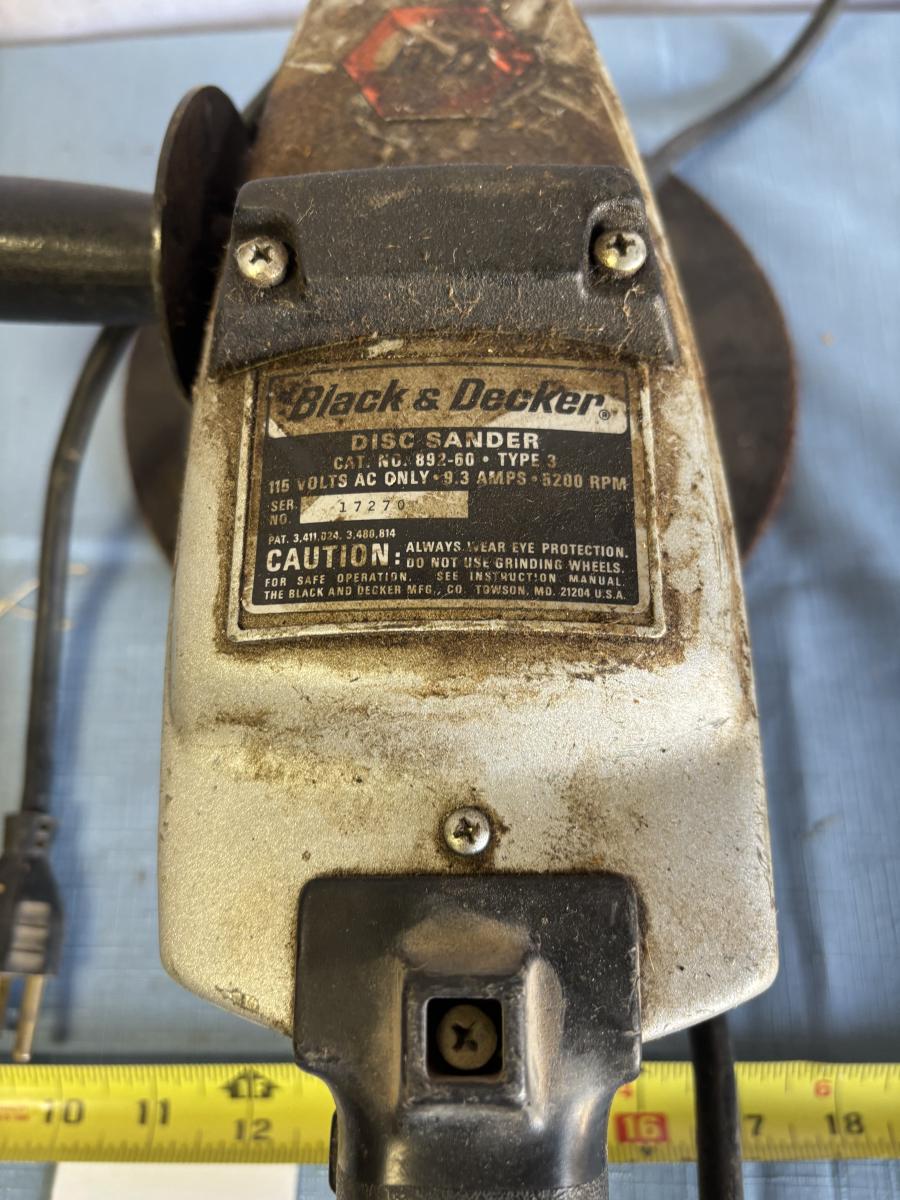 Black & Decker®
DISC SANDER
CAT. NO. 892-60 • TYPE 3
115 VOLTS AC ONLY • 9.3 AMPS • 5200 RPM
SER. NO. 17270
PAT. 3,411,024. 3,488,814
CAUTION: ALWAYS WEAR EYE PROTECTION.
DO NOT USE GRINDING WHEELS.
FOR SAFE OPERATION, SEE INSTRUCTION MANUAL.
THE BLACK AND DECKER MFG., CO. TOWSON, MD. 21204 U.S.A.
10 11 12 16 7 6 18